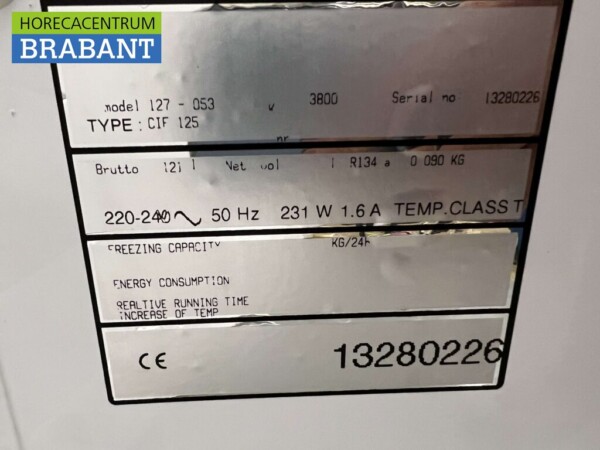 HORECACENTRUM
BRABANT
model 127 - 053 3800 Serial no 13280226
TYPE : CIF 125
nr
Brutto 121 l Net vol l R134 a 0 090 KG
220-240 ~ 50 Hz 231 W 1.6 A TEMP.CLASS T
FREEZING CAPACITY KG/24H
ENERGY CONSUMPTION
REALTIVE RUNNING TIME
INCREASE OF TEMP
CE 13280226